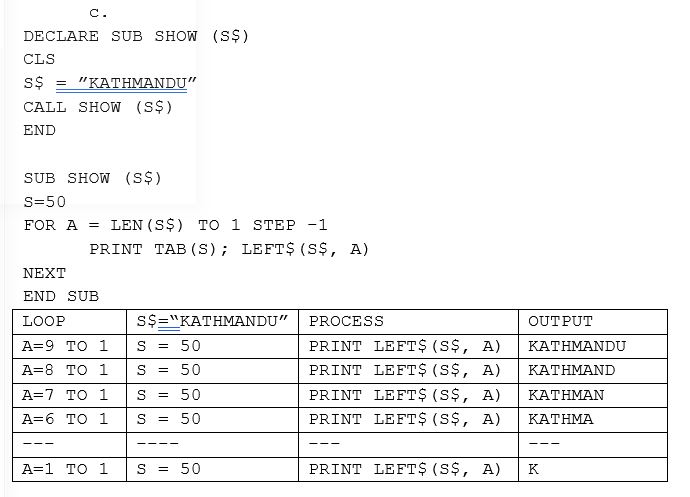 c.
DECLARE SUB SHOW (S$)
CLS
S$ = ”KATHMANDU”
CALL SHOW (S$)
END
SUB SHOW (S$)
S=50
FOR A = LEN(S$) TO 1 STEP -1
PRINT TAB(S); LEFT$(S$, A)
NEXT
END SUB
LOOP S$=“KATHMANDU” PROCESS OUTPUT
A=9 TO 1 S = 50 PRINT LEFT$(S$, A) KATHMANDU
A=8 TO 1 S = 50 PRINT LEFT$(S$, A) KATHMAND
A=7 TO 1 S = 50 PRINT LEFT$(S$, A) KATHMAN
A=6 TO 1 S = 50 PRINT LEFT$(S$, A) KATHMA
--- ---- --- ---
A=1 TO 1 S = 50 PRINT LEFT$(S$, A) K